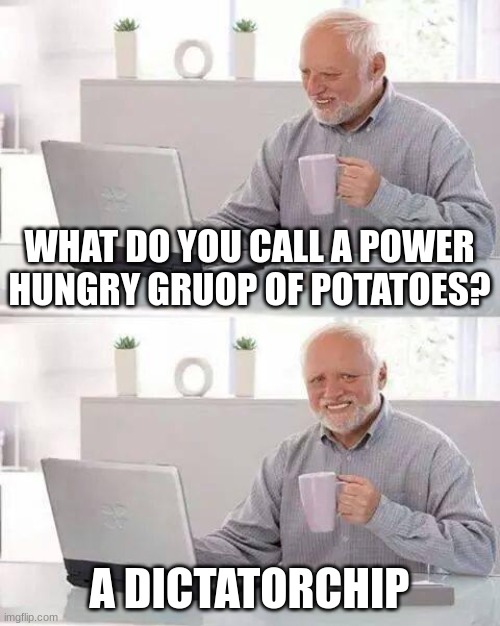 WHAT DO YOU CALL A POWER
HUNGRY GRUOP OF POTATOES?
A DICTATORCHIP
imgflip.com